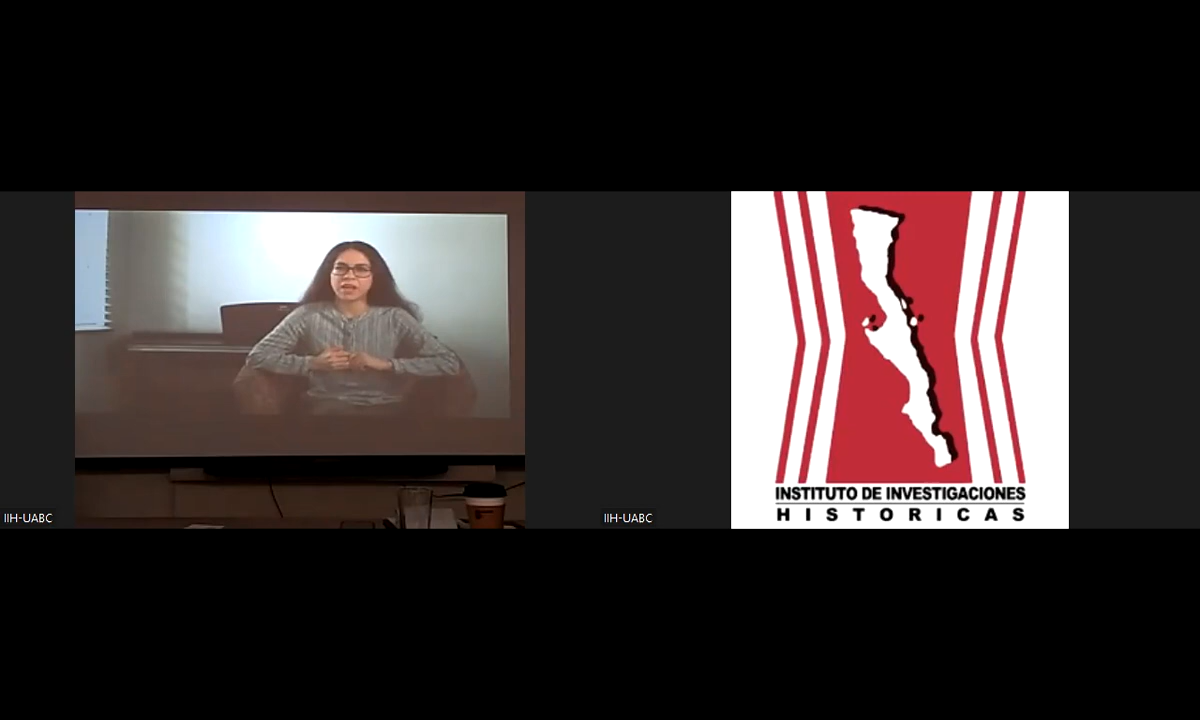 IIH-UABC
IIH-UABC
INSTITUTO DE INVESTIGACIONES
HISTORICAS